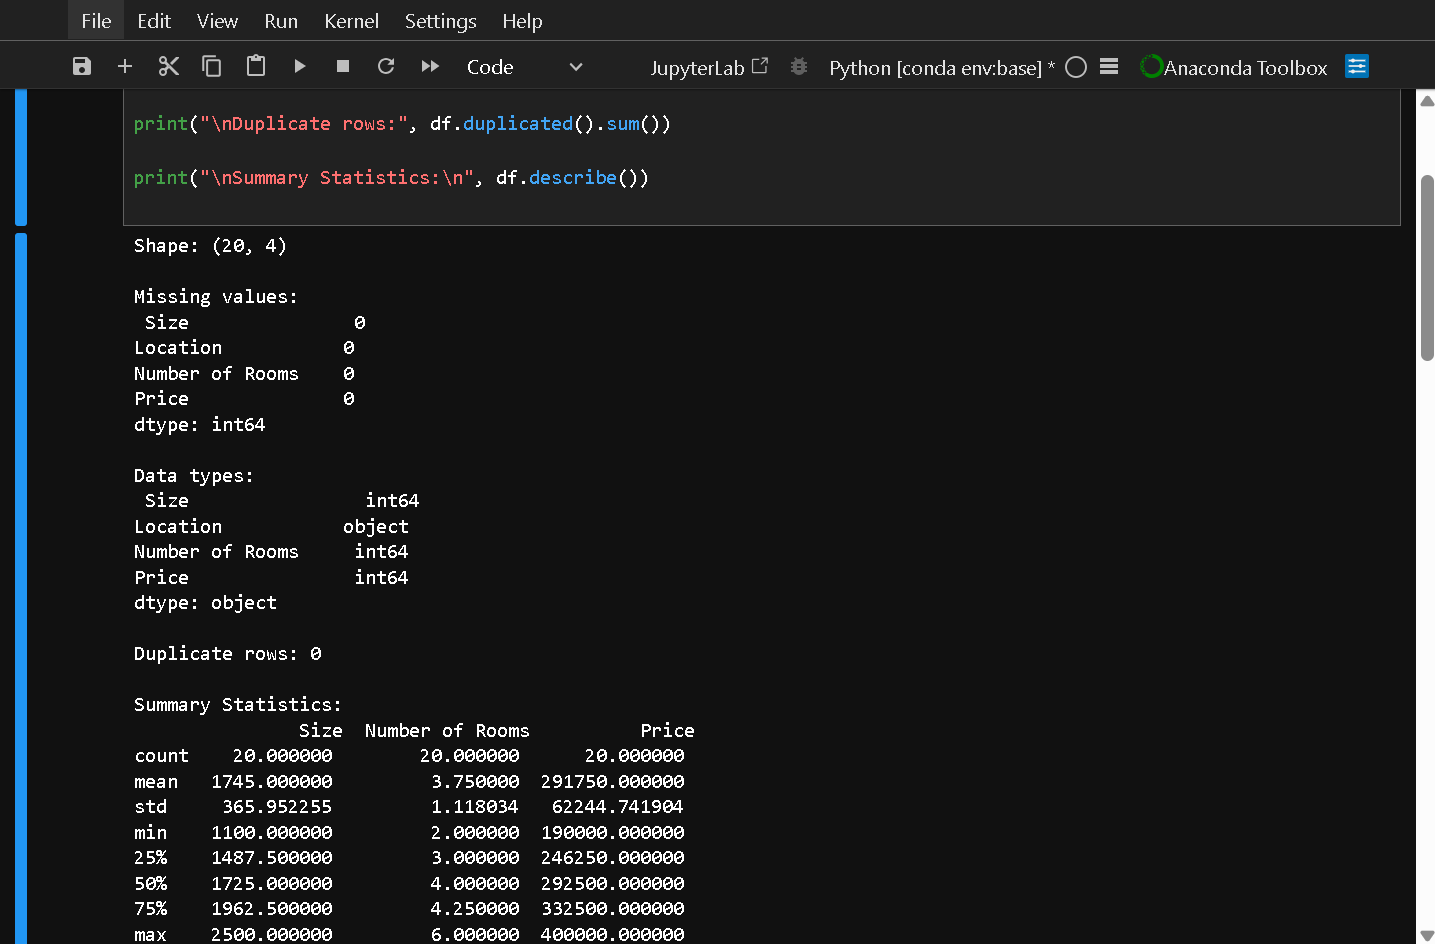 File Edit View Run Kernel Settings Help
Code JupyterLab Python [conda env:base] * Anaconda Toolbox
print("\nDuplicate rows:", df.duplicated().sum())
print("\nSummary Statistics:\n", df.describe())
Shape: (20, 4)
Missing values:
Size 0
Location 0
Number of Rooms 0
Price 0
dtype: int64
Data types:
Size int64
Location object
Number of Rooms int64
Price int64
dtype: object
Duplicate rows: 0
Summary Statistics:
Size Number of Rooms Price
count 20.000000 20.000000 20.000000
mean 1745.000000 3.750000 291750.000000
std 365.952255 1.118034 62244.741904
min 1100.000000 2.000000 190000.000000
25% 1487.500000 3.000000 246250.000000
50% 1725.000000 4.000000 292500.000000
75% 1962.500000 4.250000 332500.000000
max 2500.000000 6.000000 400000.000000